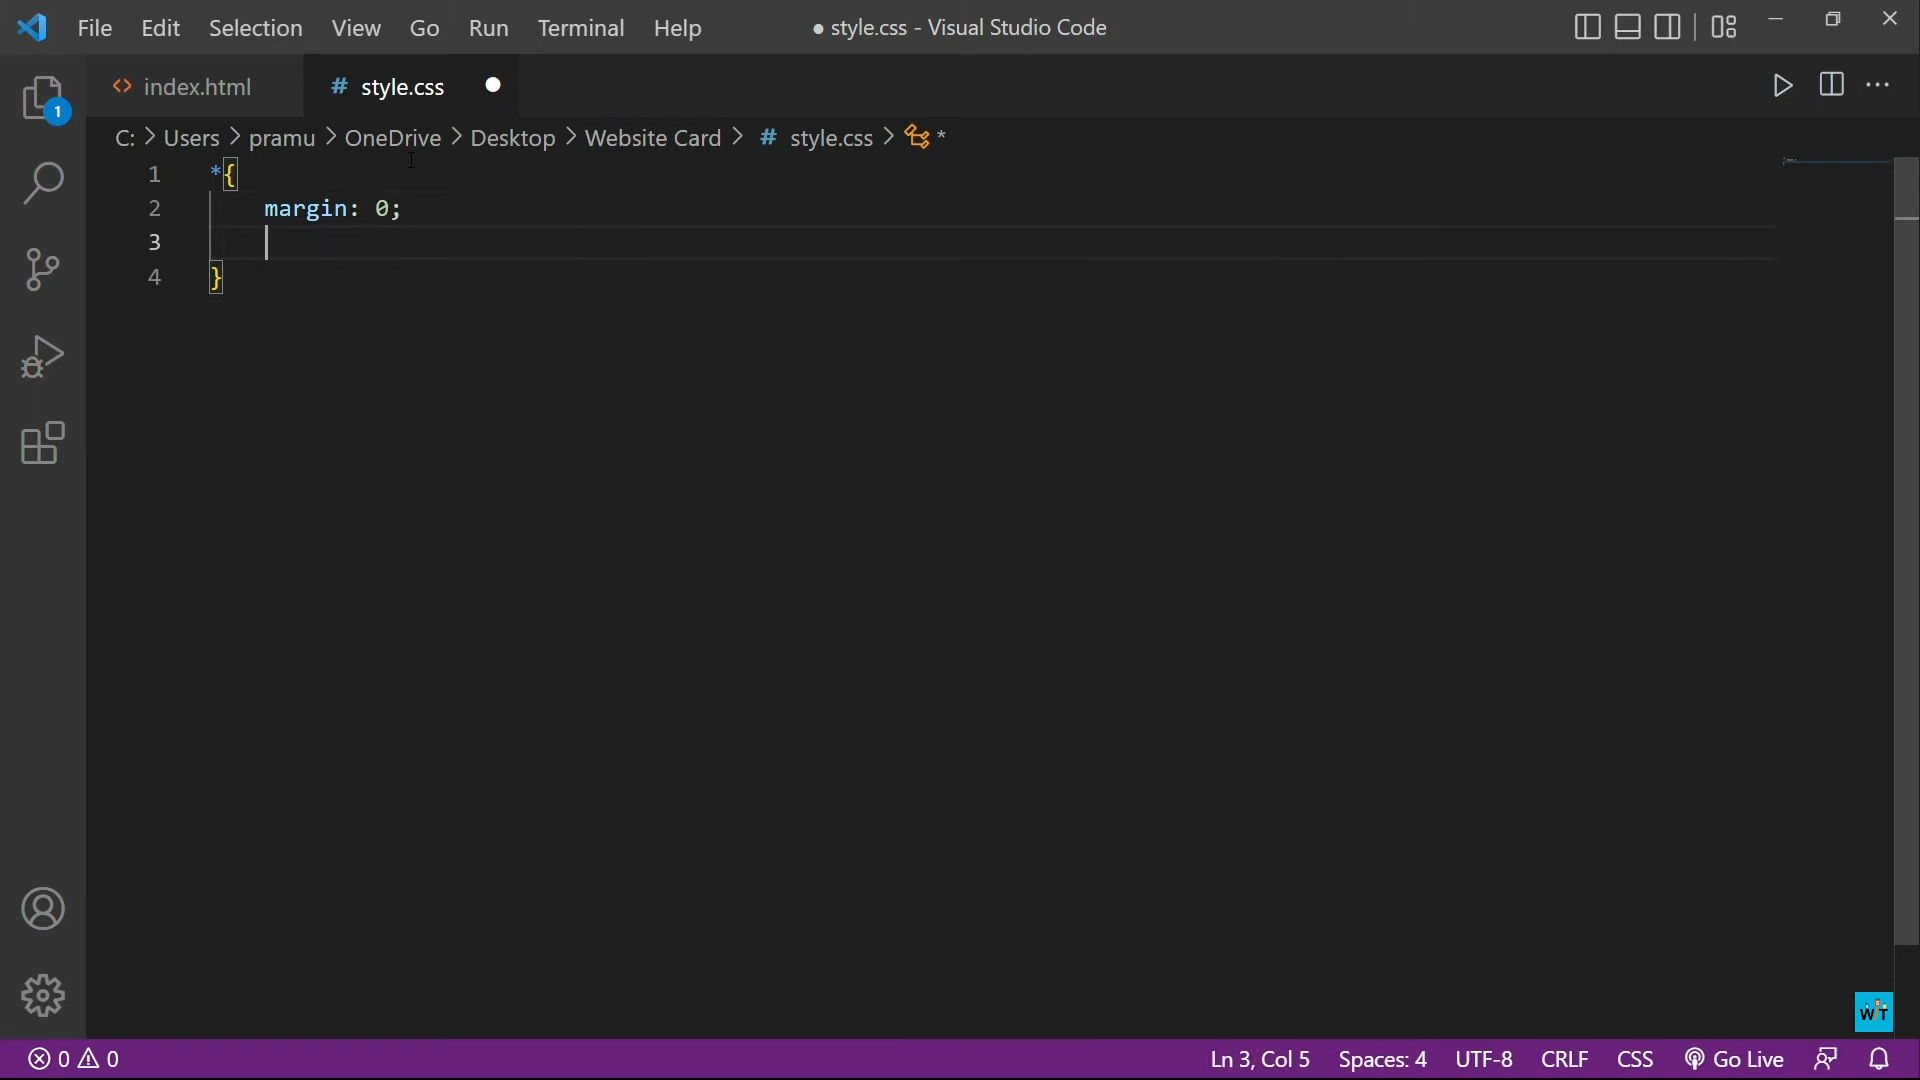 File Edit Selection View Go Run Terminal Help ● style.css - Visual Studio Code
1 <> index.html # style.css ●
C: > Users > pramu > OneDrive > Desktop > Website Card > # style.css > *
1 *{
2 margin: 0;
3
4 }
WT
0 0 Ln 3, Col 5 Spaces: 4 UTF-8 CRLF CSS Go Live